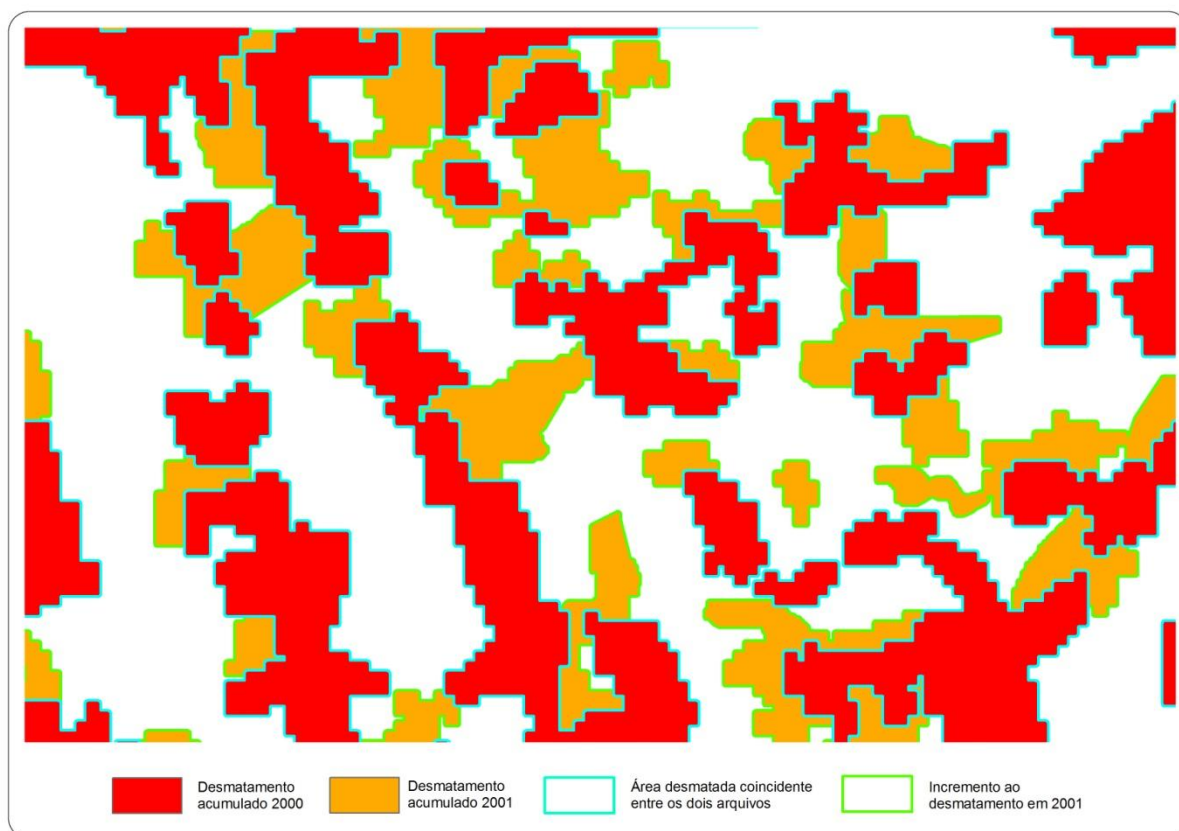 Desmatamento
acumulado 2000
Desmatamento
acumulado 2001
Área desmatada coincidente
entre os dois arquivos
Incremento ao
desmatamento em 2001